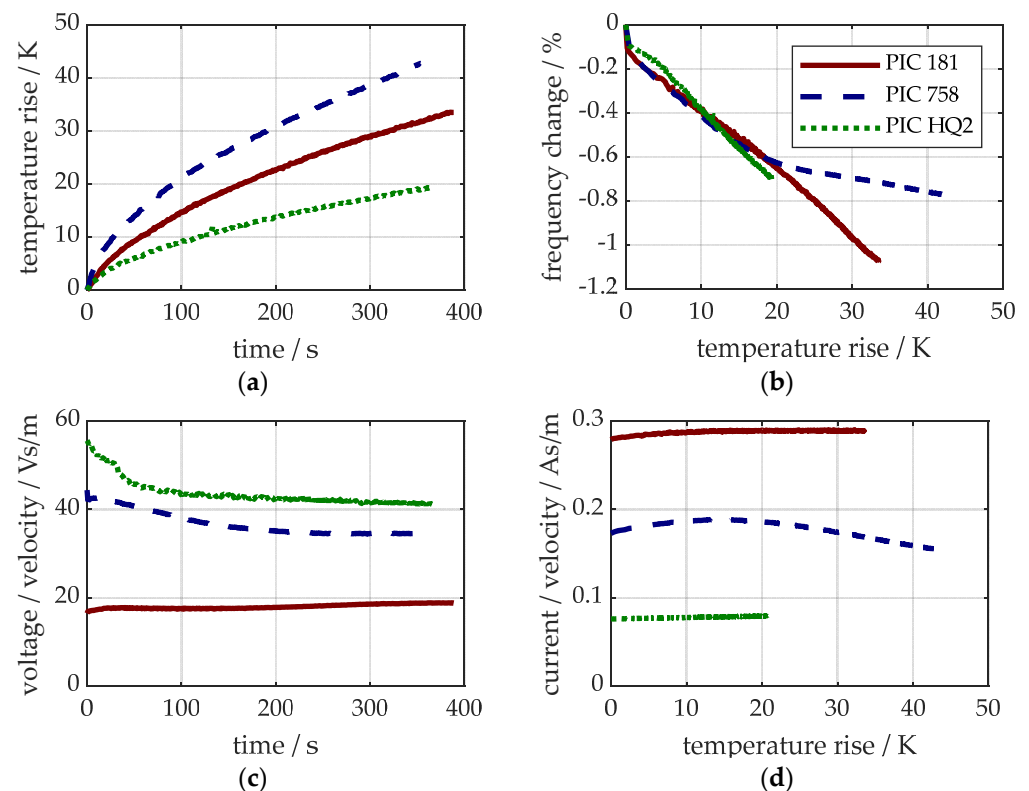 50
40
30
20
10
0
0 100 200 300 400
temperature rise / K
time / s
(a)
0
-0.2
-0.4
-0.6
-0.8
-1
-1.2
0 10 20 30 40 50
frequency change / %
temperature rise / K
PIC 181
PIC 758
PIC HQ2
(b)
60
40
20
0
0 100 200 300 400
voltage / velocity / Vs/m
time / s
(c)
0.3
0.2
0.1
0
0 10 20 30 40 50
current / velocity / As/m
temperature rise / K
(d)